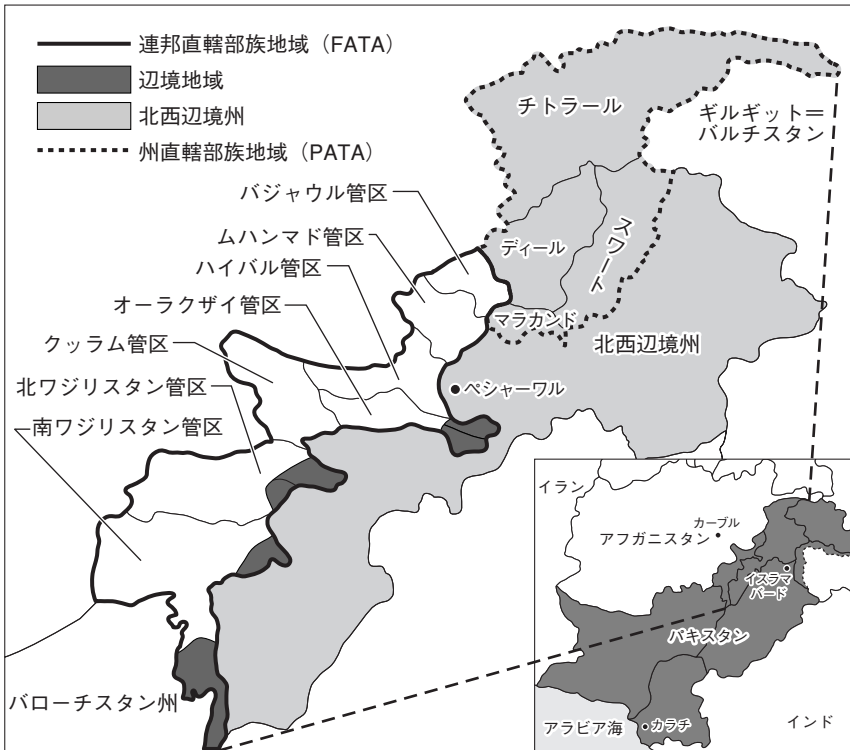 連邦直轄部族地域（FATA）
辺境地域
北西辺境州
州直轄部族地域（PATA）
チトラール
ギルギット＝
バルチスタン
バジャウル管区
ムハンマド管区
ハイバル管区
オーラクザイ管区
クッラム管区
北ワジリスタン管区
南ワジリスタン管区
ディール
スワート
マラカンド
北西辺境州
ペシャーワル
バローチスタン州
イラン
カーブル
アフガニスタン
イスラマ
バード
パキスタン
アラビア海
カラチ
インド